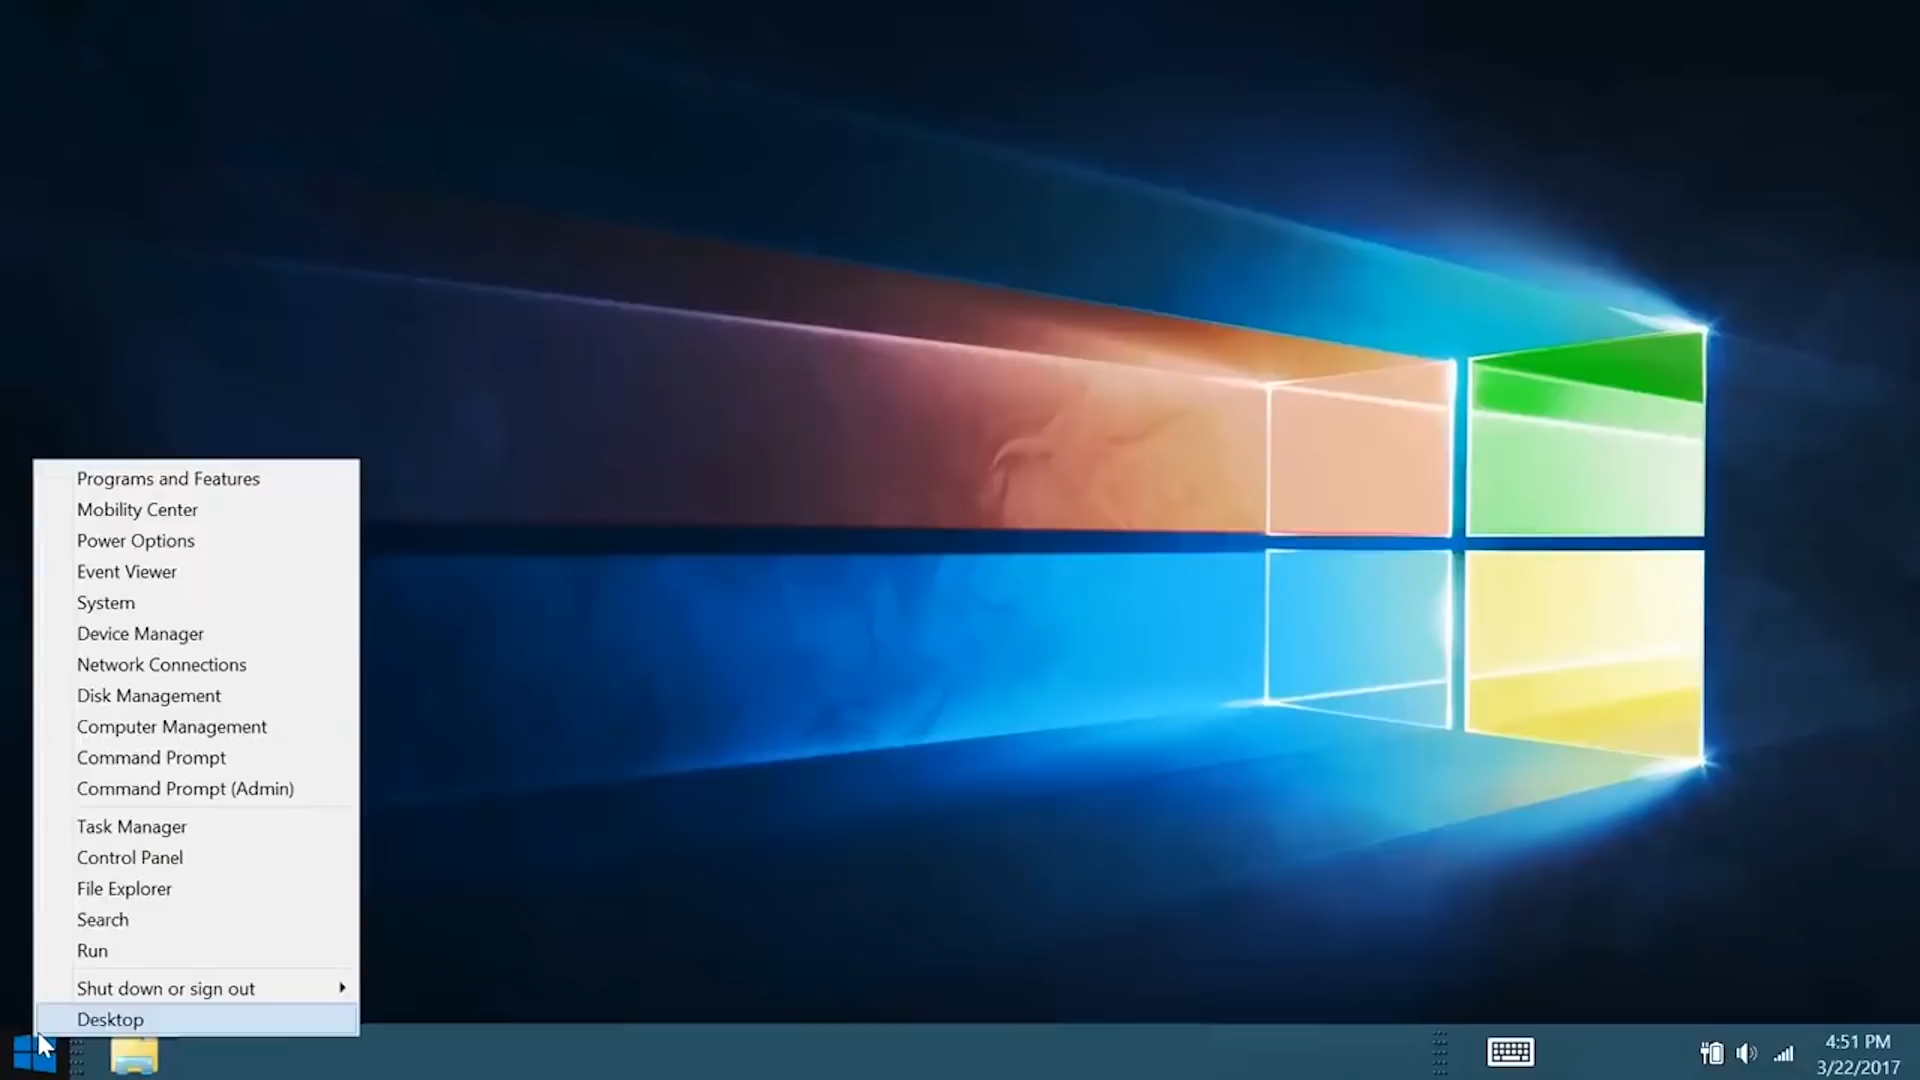 Programs and Features
Mobility Center
Power Options
Event Viewer
System
Device Manager
Network Connections
Disk Management
Computer Management
Command Prompt
Command Prompt (Admin)
Task Manager
Control Panel
File Explorer
Search
Run
Shut down or sign out
Desktop
4:51 PM
3/22/2017